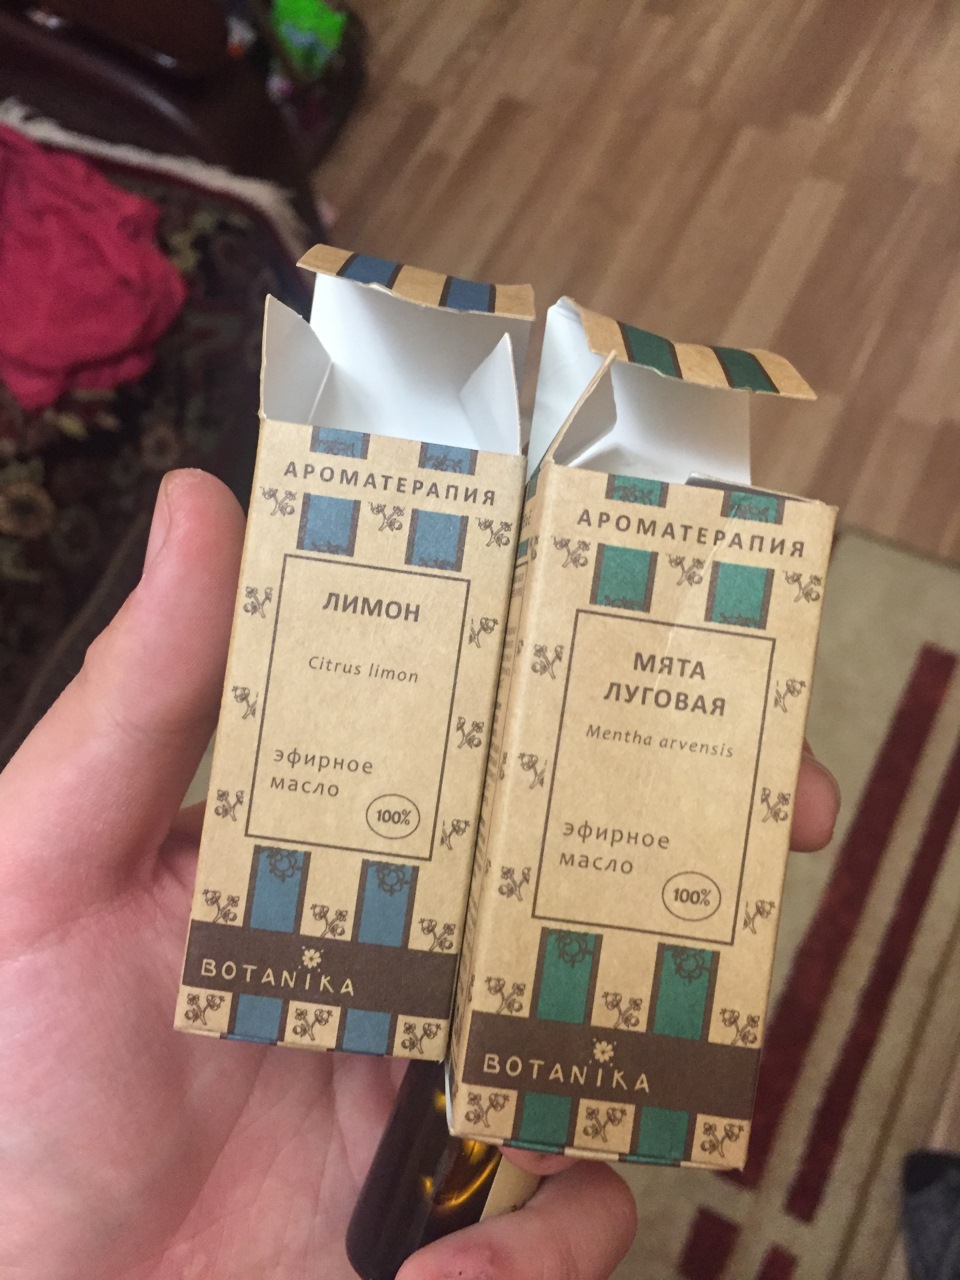 АРОМАТЕРАПИЯ
ЛИМОН
Citrus limon
эфирное
масло
100%
BOTANIKA
АРОМАТЕРАПИЯ
МЯТА
ЛУГОВАЯ
Mentha arvensis
эфирное
масло
100%
BOTANIKA